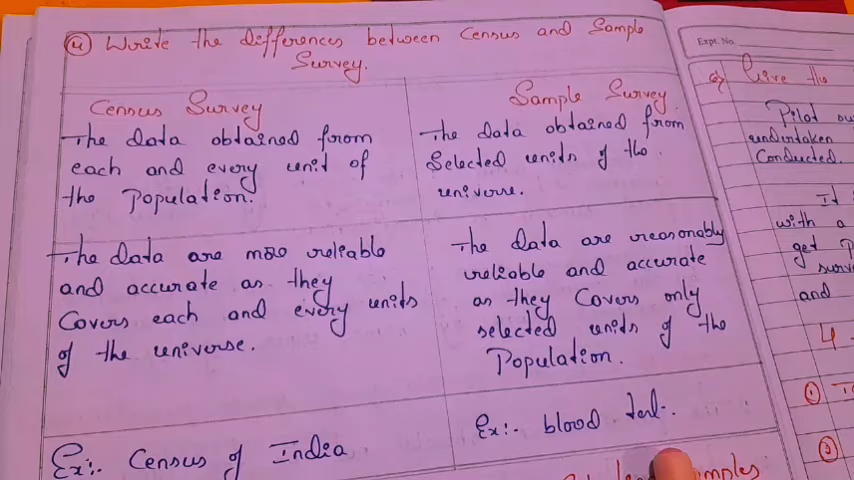 4 Write the differences between Census and Sample
Survey.
Census Survey
The data obtained from
each and every unit of
the Population.
The data are more reliable
and accurate as they
Covers each and every units
of the universe.
Ex:. Census of India
Sample Survey
The data obtained from
Selected units of the
universe.
The data are reasonably
reliable and accurate
as they Covers only
selected units of the
Population.
Ex:. blood
Expt. No.
Give the
Pilot
undertaken
Conducted.
It
with a
get
and
4
1
2